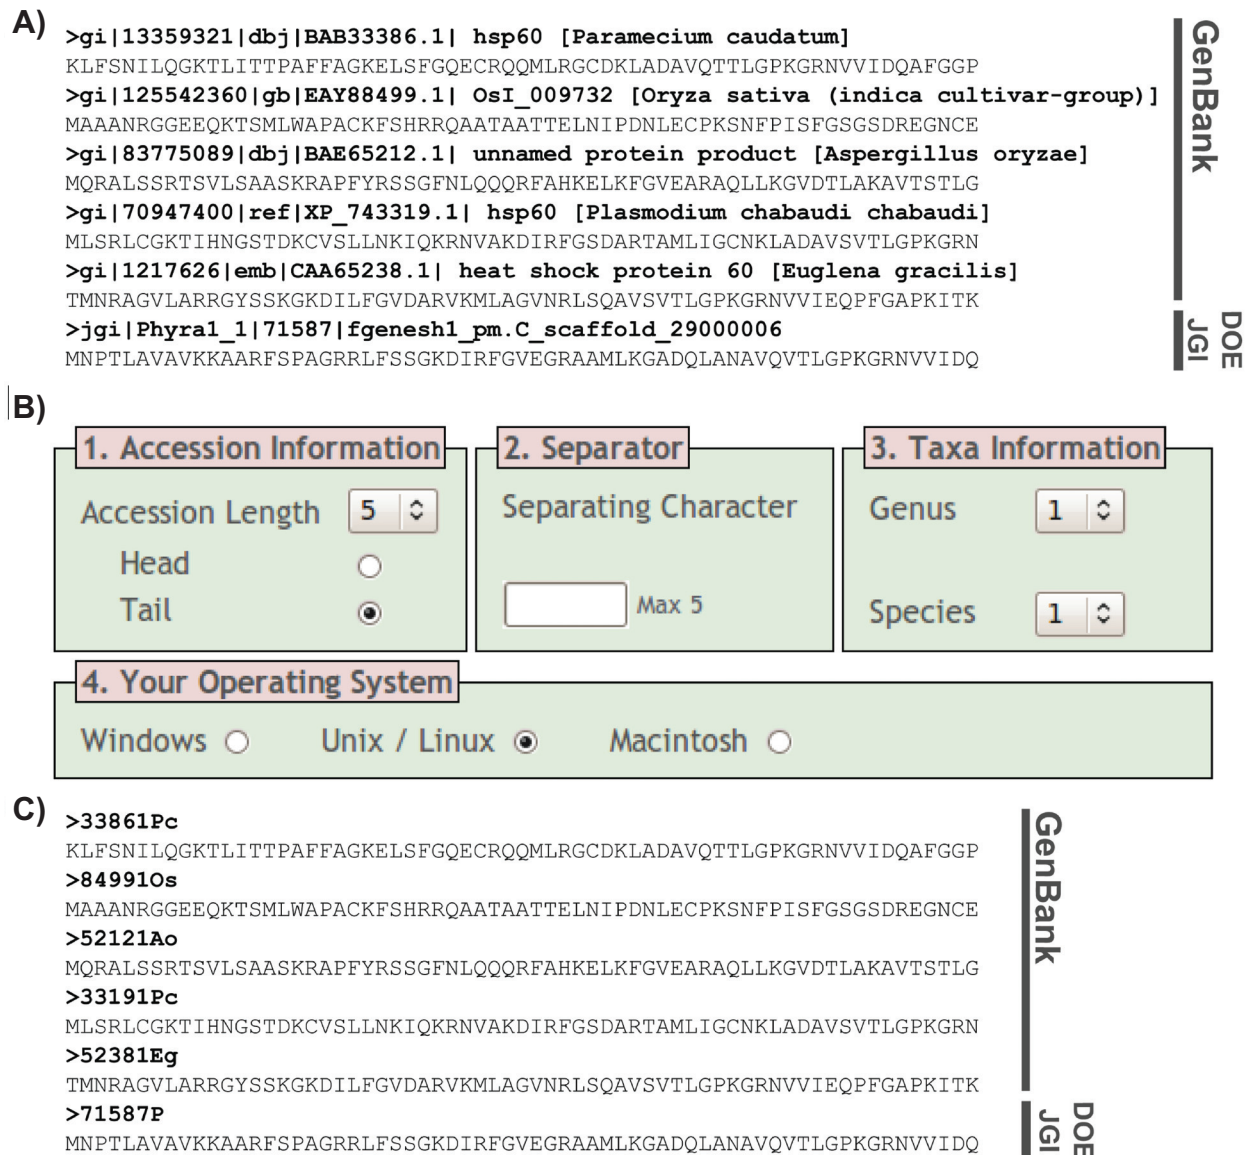 A)
>gi|13359321|dbj|BAB33386.1| hsp60 [Paramecium caudatum]
KLFSNILQGKTLITTPAFFAGKELSFGQECRQQMLRGCDKLADAVQTTLGPKGRNVVIDQAFGGP
>gi|125542360|gb|EAY88499.1| OsI_009732 [Oryza sativa (indica cultivar-group)]
MAAANRGGEEQKTSMLWAPACKFSHRRQAATAATTELNIPDNLECPKSNFPISFGSGSDREGNCE
>gi|83775089|dbj|BAE65212.1| unnamed protein product [Aspergillus oryzae]
MQRALSSRTSVLSAASKRAPFYRSSGFNLQQQRFAHKELKFGVEARAQLLKGVDTLAKAVTSTLG
>gi|70947400|ref|XP_743319.1| hsp60 [Plasmodium chabaudi chabaudi]
MLSRLCGKTIHNGSTDKCVSLLNKIQKRNVAKDIRFGSDARTAMLIGCNKLADAVSVTLGPKGRN
>gi|1217626|emb|CAA65238.1| heat shock protein 60 [Euglena gracilis]
TMNRAGVLARRGYSSKGKDILFGVDARVKMLAGVNRLSQAVSVTLGPKGRNVVIEQPFGAPKITK
>jgi|Phyra1_1|71587|fgenesh1_pm.C_scaffold_29000006
MNPTLAVAVKKAARFSPAGRRLFSSGKDIRFGVEGRAAMLKGADQLANAVQVTLGPKGRNVVIDQ
GenBank
DOE
JGI
B)
1. Accession Information
Accession Length 5
Head
Tail
2. Separator
Separating Character
Max 5
3. Taxa Information
Genus 1
Species 1
4. Your Operating System
Windows Unix / Linux Macintosh
C)
>33861Pc
KLFSNILQGKTLITTPAFFAGKELSFGQECRQQMLRGCDKLADAVQTTLGPKGRNVVIDQAFGGP
>84991Os
MAAANRGGEEQKTSMLWAPACKFSHRRQAATAATTELNIPDNLECPKSNFPISFGSGSDREGNCE
>52121Ao
MQRALSSRTSVLSAASKRAPFYRSSGFNLQQQRFAHKELKFGVEARAQLLKGVDTLAKAVTSTLG
>33191Pc
MLSRLCGKTIHNGSTDKCVSLLNKIQKRNVAKDIRFGSDARTAMLIGCNKLADAVSVTLGPKGRN
>52381Eg
TMNRAGVLARRGYSSKGKDILFGVDARVKMLAGVNRLSQAVSVTLGPKGRNVVIEQPFGAPKITK
>71587P
MNPTLAVAVKKAARFSPAGRRLFSSGKDIRFGVEGRAAMLKGADQLANAVQVTLGPKGRNVVIDQ
GenBank
DOE
JGI